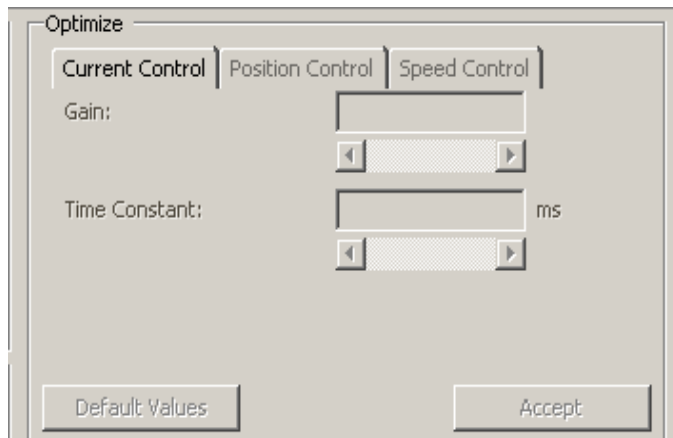 Optimize
Current Control Position Control Speed Control
Gain:
Time Constant: ms
Default Values Accept